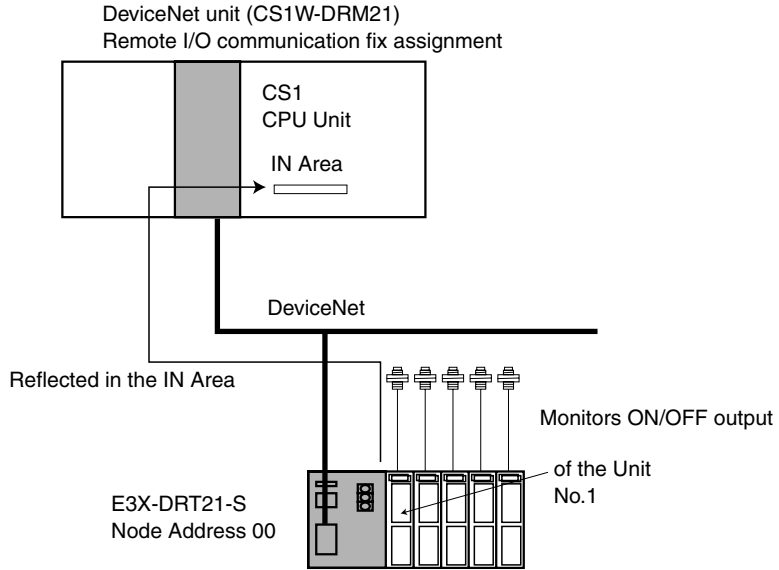 DeviceNet unit (CS1W-DRM21)
Remote I/O communication fix assignment
CS1
CPU Unit
IN Area
DeviceNet
Reflected in the IN Area
Monitors ON/OFF output
of the Unit
No.1
E3X-DRT21-S
Node Address 00